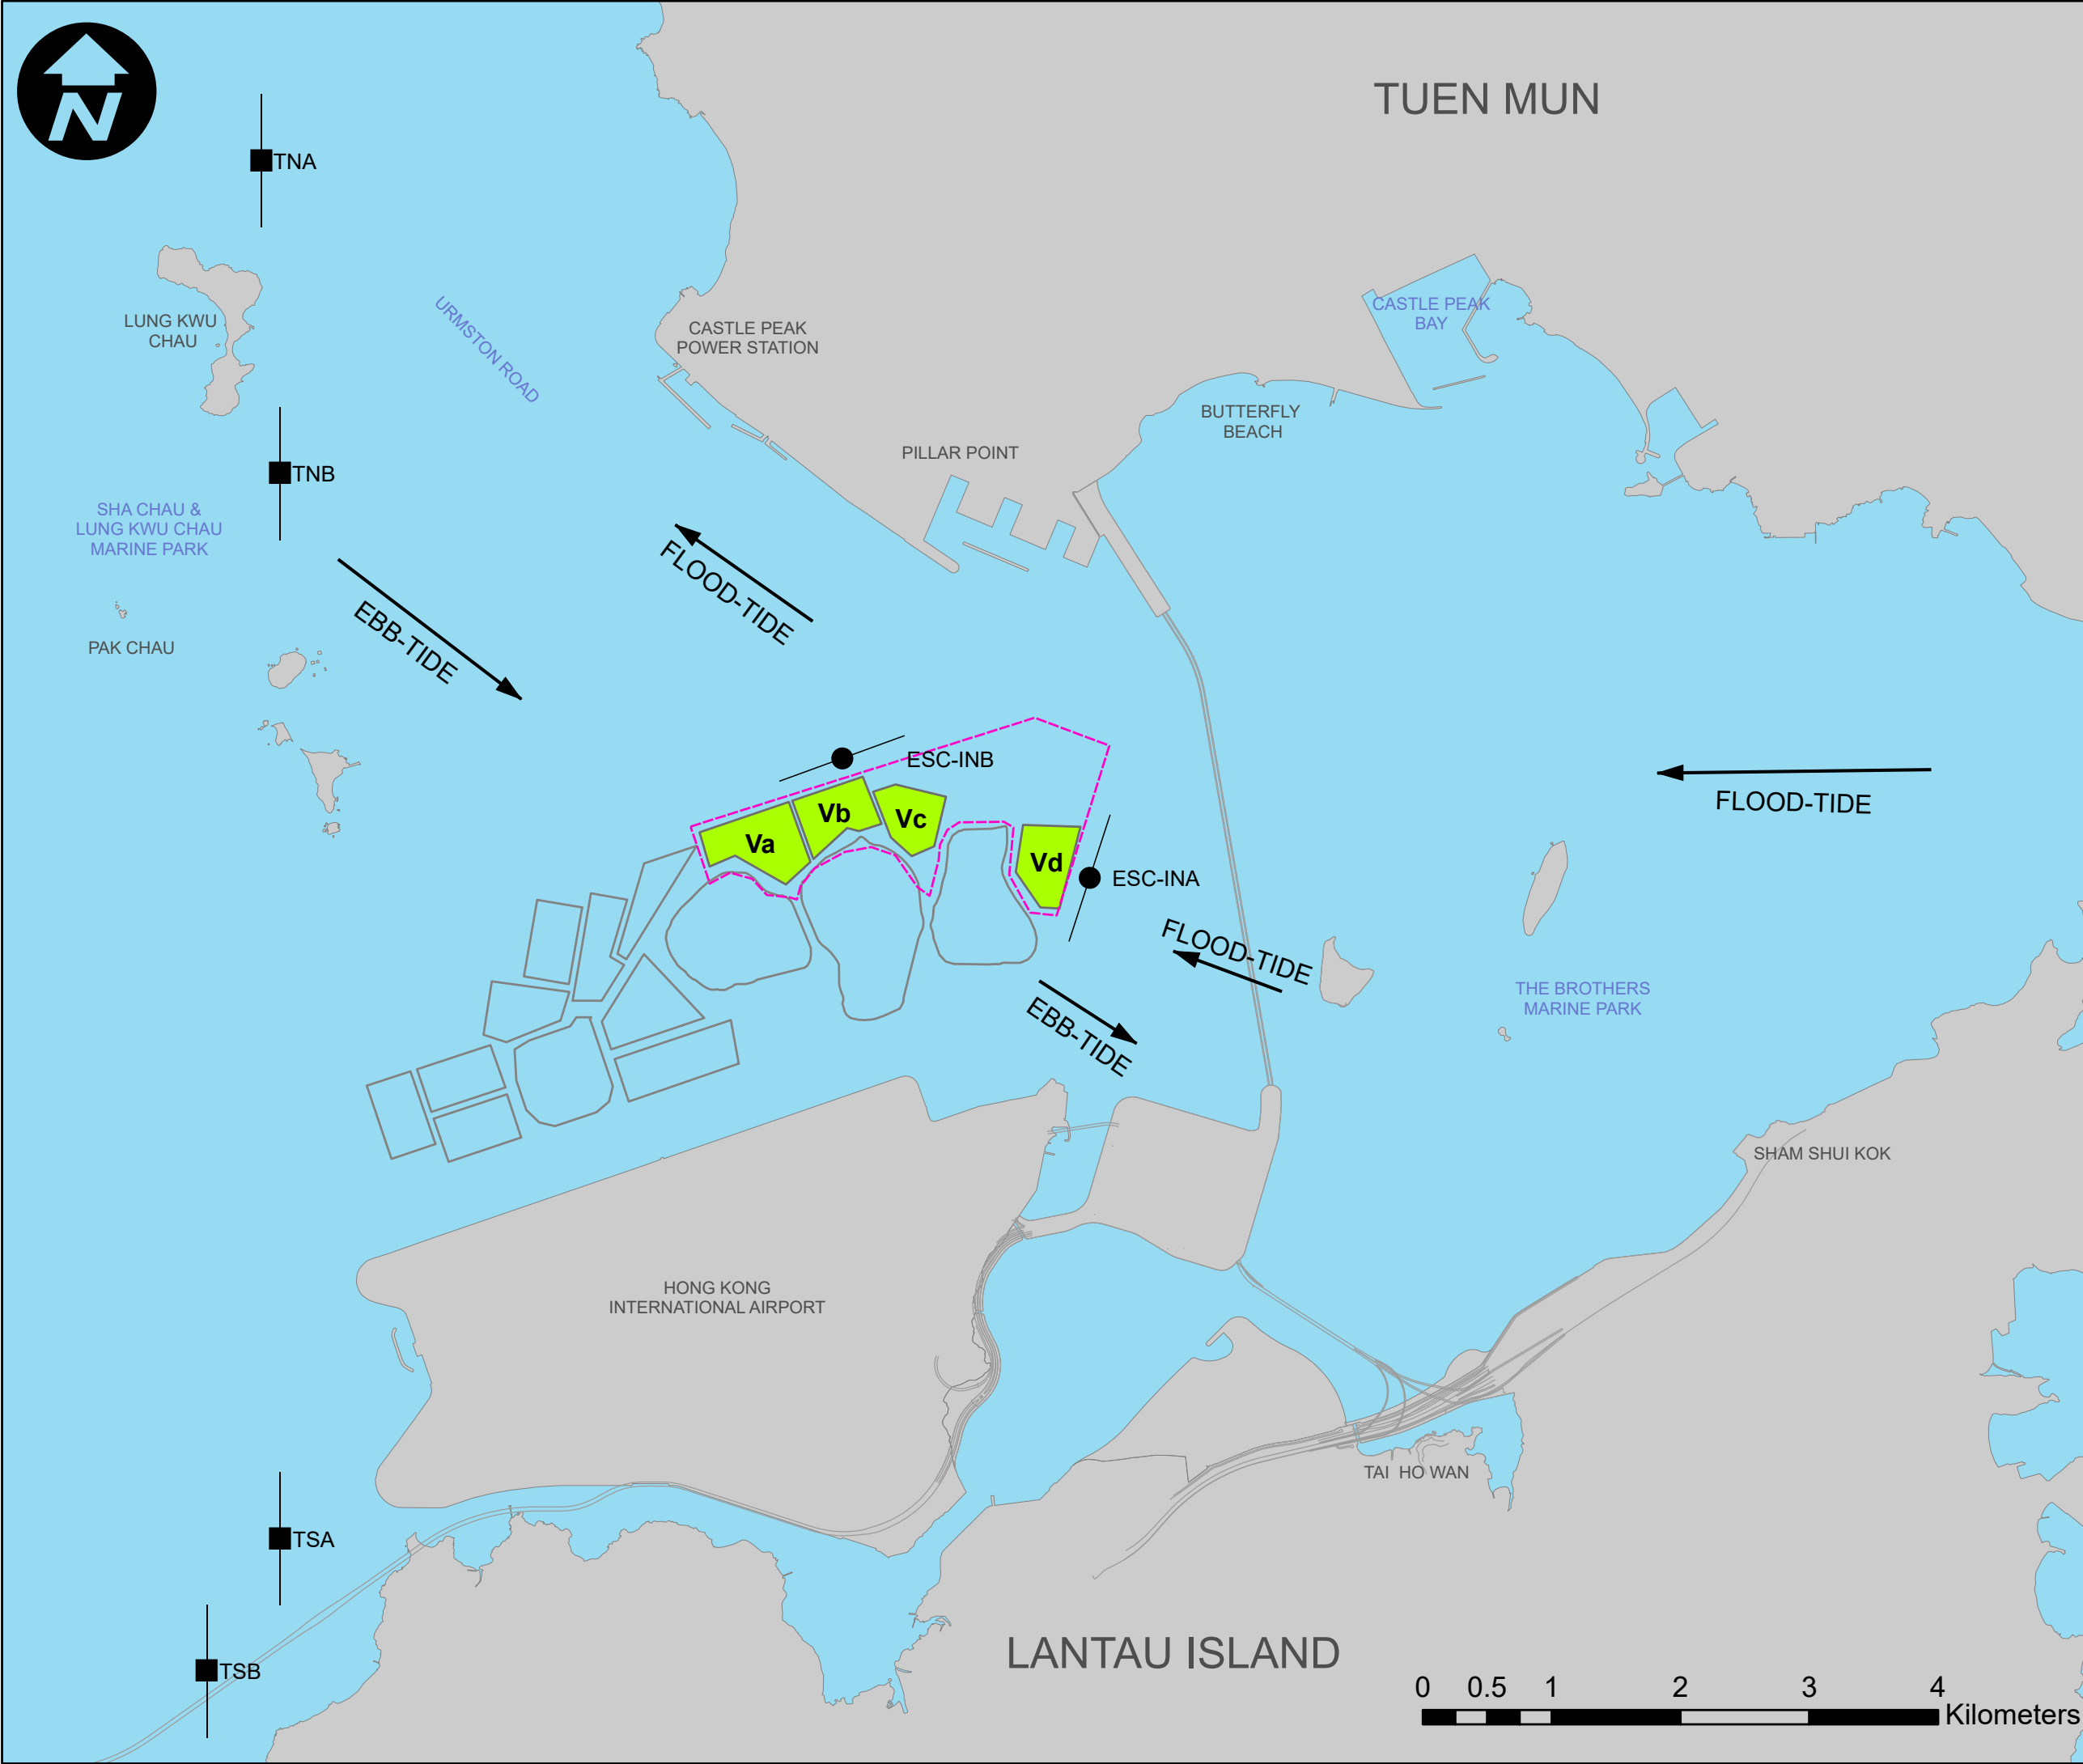 N
TUEN MUN
TNA
LUNG KWU
CHAU
URMSTON ROAD
CASTLE PEAK
POWER STATION
CASTLE PEAK
BAY
BUTTERFLY
BEACH
PILLAR POINT
TNB
SHA CHAU &
LUNG KWU CHAU
MARINE PARK
FLOOD-TIDE
EBB-TIDE
PAK CHAU
ESC-INB
FLOOD-TIDE
Va
Vb
Vc
Vd
ESC-INA
FLOOD-TIDE
EBB-TIDE
THE BROTHERS
MARINE PARK
SHAM SHUI KOK
HONG KONG
INTERNATIONAL AIRPORT
TAI HO WAN
TSA
TSB
LANTAU ISLAND
0 0.5 1 2 3 4
Kilometers